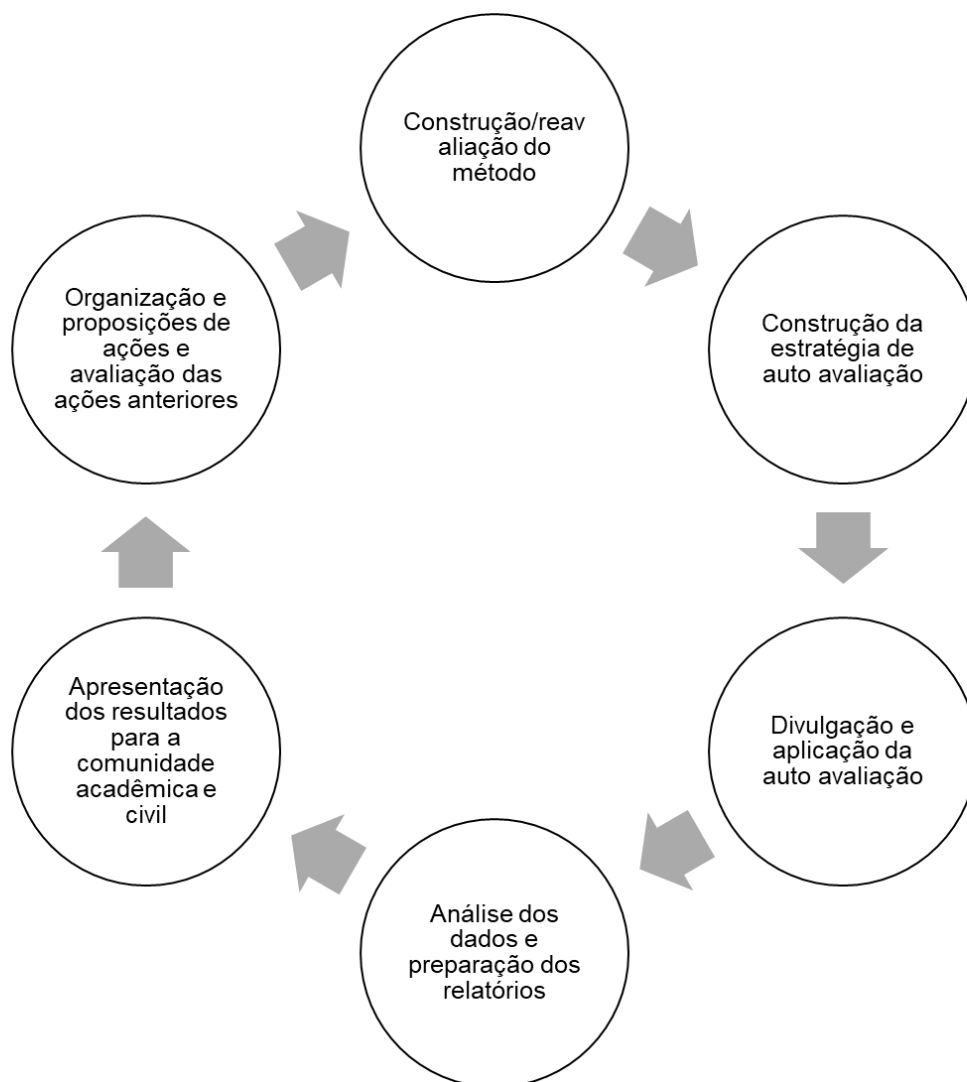 Construção/reav
aliação do
método
Construção da
estratégia de
auto avaliação
Divulgação e
aplicação da
auto avaliação
Análise dos
dados e
preparação dos
relatórios
Apresentação
dos resultados
para a
comunidade
acadêmica e
civil
Organização e
proposições de
ações e
avaliação das
ações anteriores